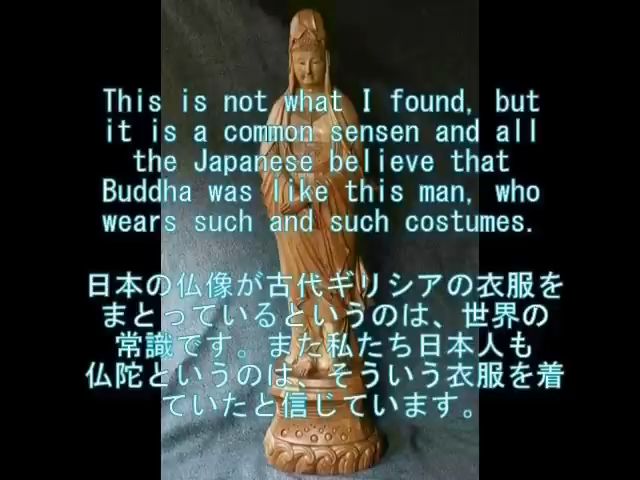 This is not what I found, but
it is a common sensen and all
the Japanese believe that
Buddha was like this man, who
wears such and such costumes.
日本の仏像が古代ギリシアの衣服を
まとっているというのは、世界の
常識です。また私たち日本人も
仏陀というのは、そういう衣服を着
ていたと信じています。